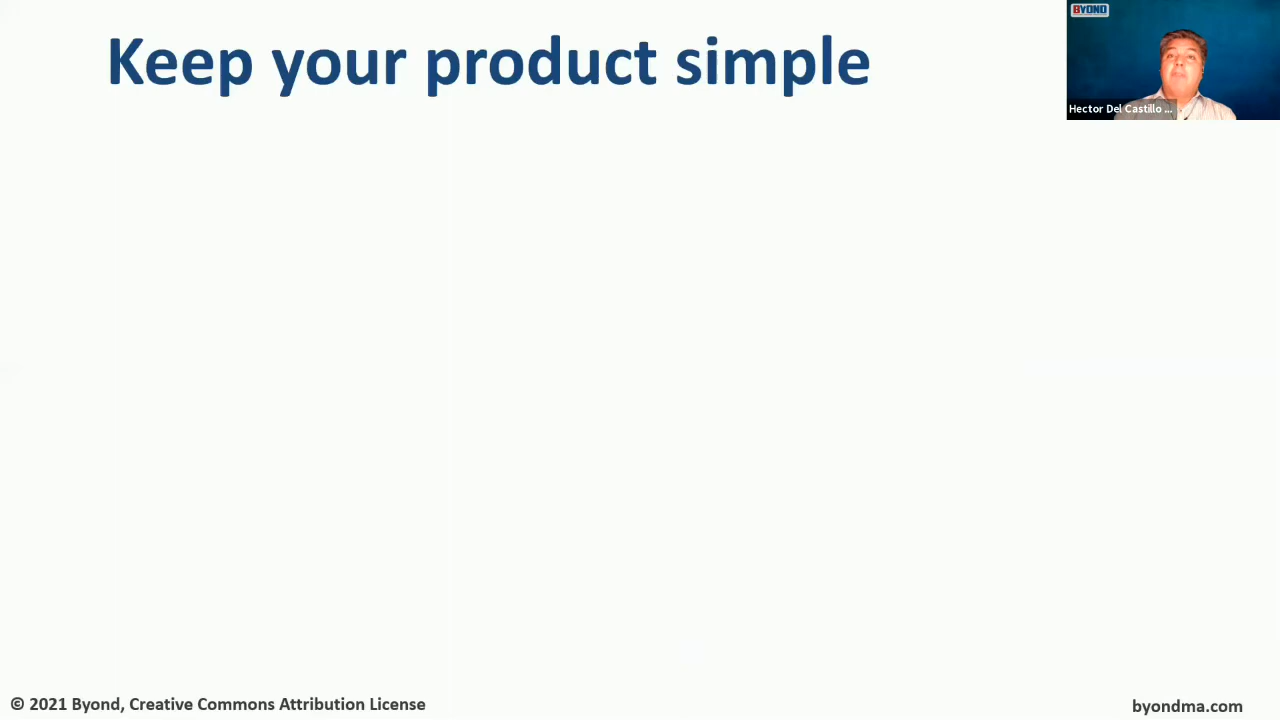 Keep your product simple
BYOND
Hector Del Castillo ...
© 2021 Byond, Creative Commons Attribution License
byondma.com